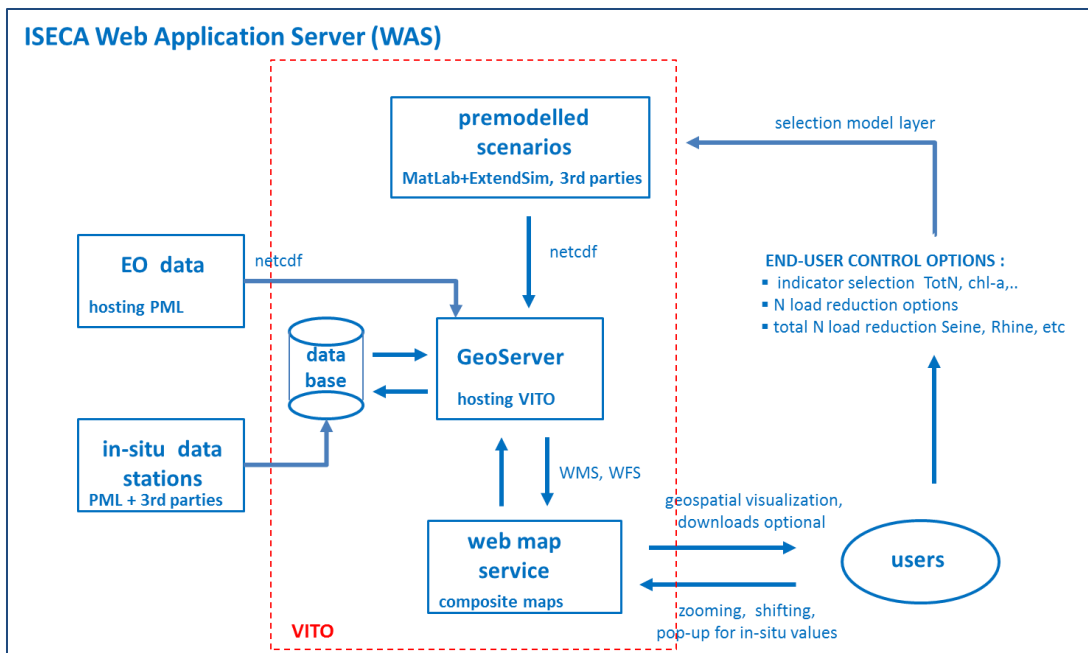 ISECA Web Application Server (WAS)
premodelled
scenarios
MatLab+ExtendSim, 3rd parties
selection model layer
netcdf
EO data
hosting PML
netcdf
END-USER CONTROL OPTIONS :
▪ indicator selection TotN, chl-a,..
▪ N load reduction options
▪ total N load reduction Seine, Rhine, etc
data
base
GeoServer
hosting VITO
in-situ data
stations
PML + 3rd parties
WMS, WFS
geospatial visualization,
downloads optional
web map
service
composite maps
users
zooming, shifting,
pop-up for in-situ values
VITO